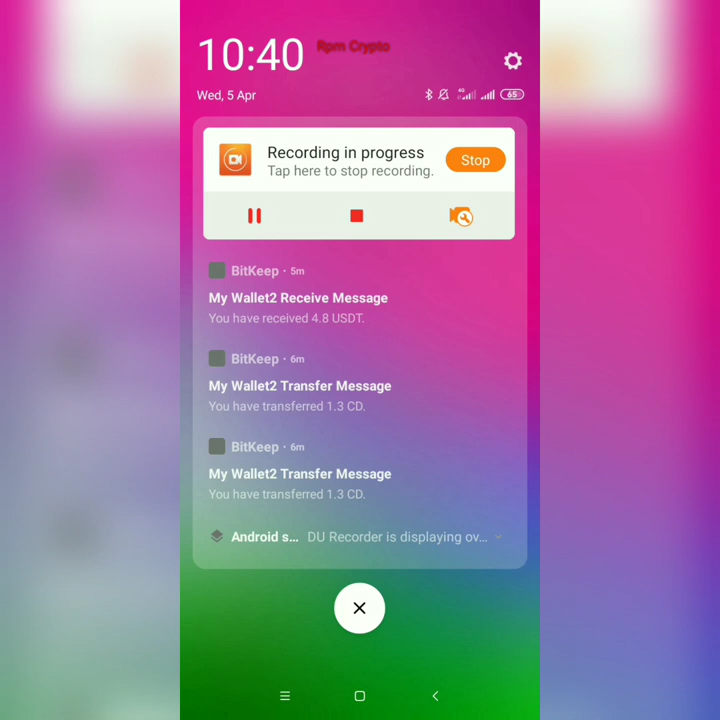 10:40
Rpm Crypto
Wed, 5 Apr
4G
65
Recording in progress
Stop
Tap here to stop recording.
BitKeep · 5m
My Wallet2 Receive Message
You have received 4.8 USDT.
BitKeep · 6m
My Wallet2 Transfer Message
You have transferred 1.3 CD.
BitKeep · 6m
My Wallet2 Transfer Message
You have transferred 1.3 CD.
Android s... DU Recorder is displaying ov...